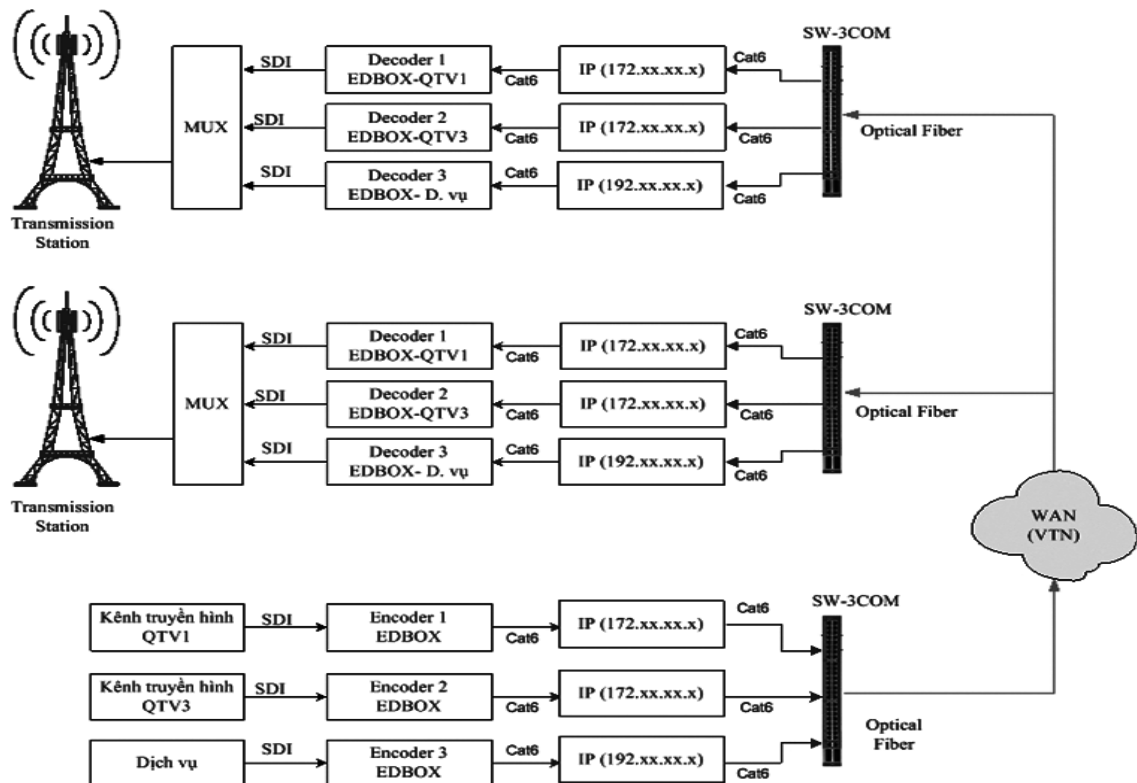 SW-3COM
SDI
Decoder 1
EDBOX-QTV1
Cat6
IP (172.xx.xx.x)
Cat6
MUX
SDI
Decoder 2
EDBOX-QTV3
Cat6
IP (172.xx.xx.x)
Cat6
Optical Fiber
SDI
Decoder 3
EDBOX- D. vụ
Cat6
IP (192.xx.xx.x)
Cat6
Transmission
Station
SW-3COM
SDI
Decoder 1
EDBOX-QTV1
Cat6
IP (172.xx.xx.x)
Cat6
MUX
SDI
Decoder 2
EDBOX-QTV3
Cat6
IP (172.xx.xx.x)
Cat6
Optical Fiber
SDI
Decoder 3
EDBOX- D. vụ
Cat6
IP (192.xx.xx.x)
Cat6
Transmission
Station
WAN
(VTN)
SW-3COM
Kênh truyền hình
QTV1
SDI
Encoder 1
EDBOX
Cat6
IP (172.xx.xx.x)
Cat6
Kênh truyền hình
QTV3
SDI
Encoder 2
EDBOX
Cat6
IP (172.xx.xx.x)
Cat6
Optical
Fiber
Dịch vụ
SDI
Encoder 3
EDBOX
Cat6
IP (192.xx.xx.x)
Cat6